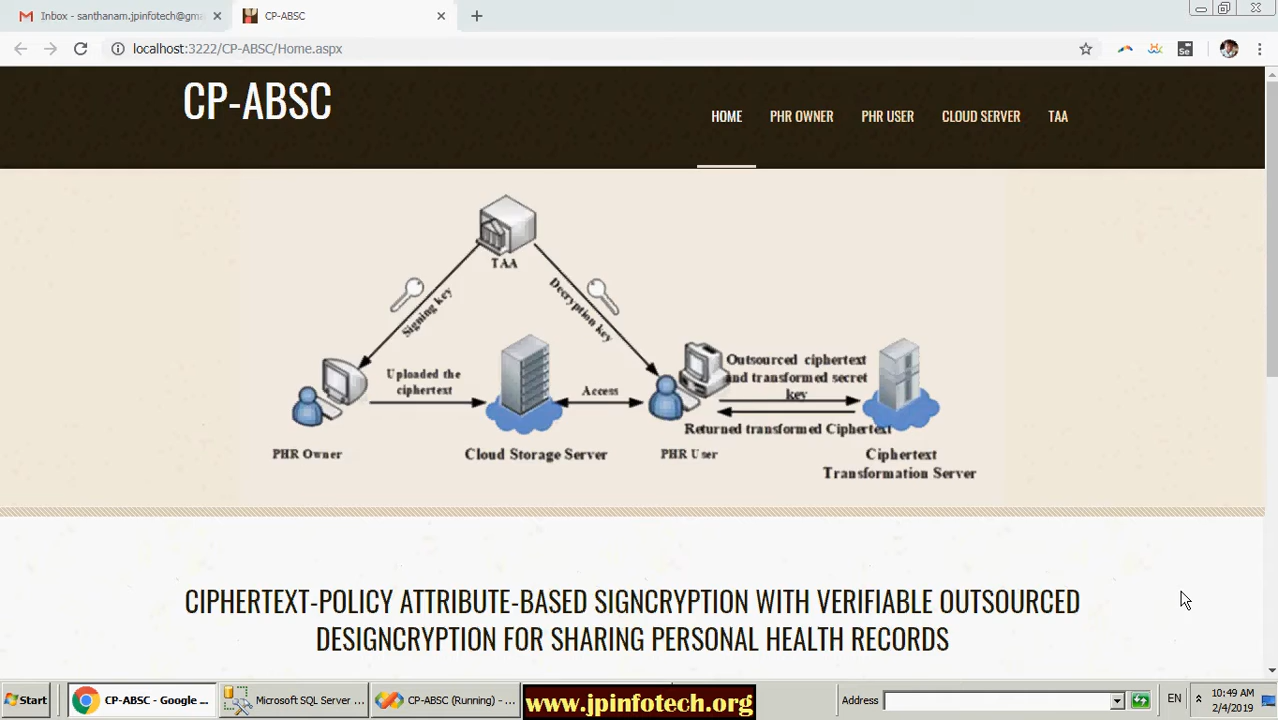 Inbox - santhanam.jpinfotech@gma
CP-ABSC
localhost:3222/CP-ABSC/Home.aspx
Se
CP-ABSC
HOME
PHR OWNER
PHR USER
CLOUD SERVER
TAA
TAA
Signing key
Decryption key
Uploaded the
ciphertext
Access
Outsourced ciphertext
and transformed secret
key
Returned transformed Ciphertext
PHR Owner
Cloud Storage Server
PHR User
Ciphertext
Transformation Server
CIPHERTEXT-POLICY ATTRIBUTE-BASED SIGNCRYPTION WITH VERIFIABLE OUTSOURCED
DESIGNCRYPTION FOR SHARING PERSONAL HEALTH RECORDS
Start
CP-ABSC - Google ...
Microsoft SQL Server ...
CP-ABSC (Running) - ...
www.jpinfotech.org
Address
EN
10:49 AM
2/4/2019